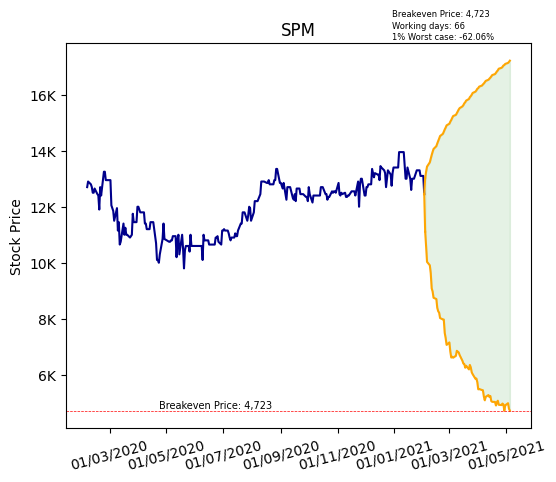 Breakeven Price: 4,723
Working days: 66
1% Worst case: -62.06%
SPM
Stock Price
16K
14K
12K
10K
8K
6K
Breakeven Price: 4,723
01/03/2020
01/05/2020
01/07/2020
01/09/2020
01/11/2020
01/01/2021
01/03/2021
01/05/2021